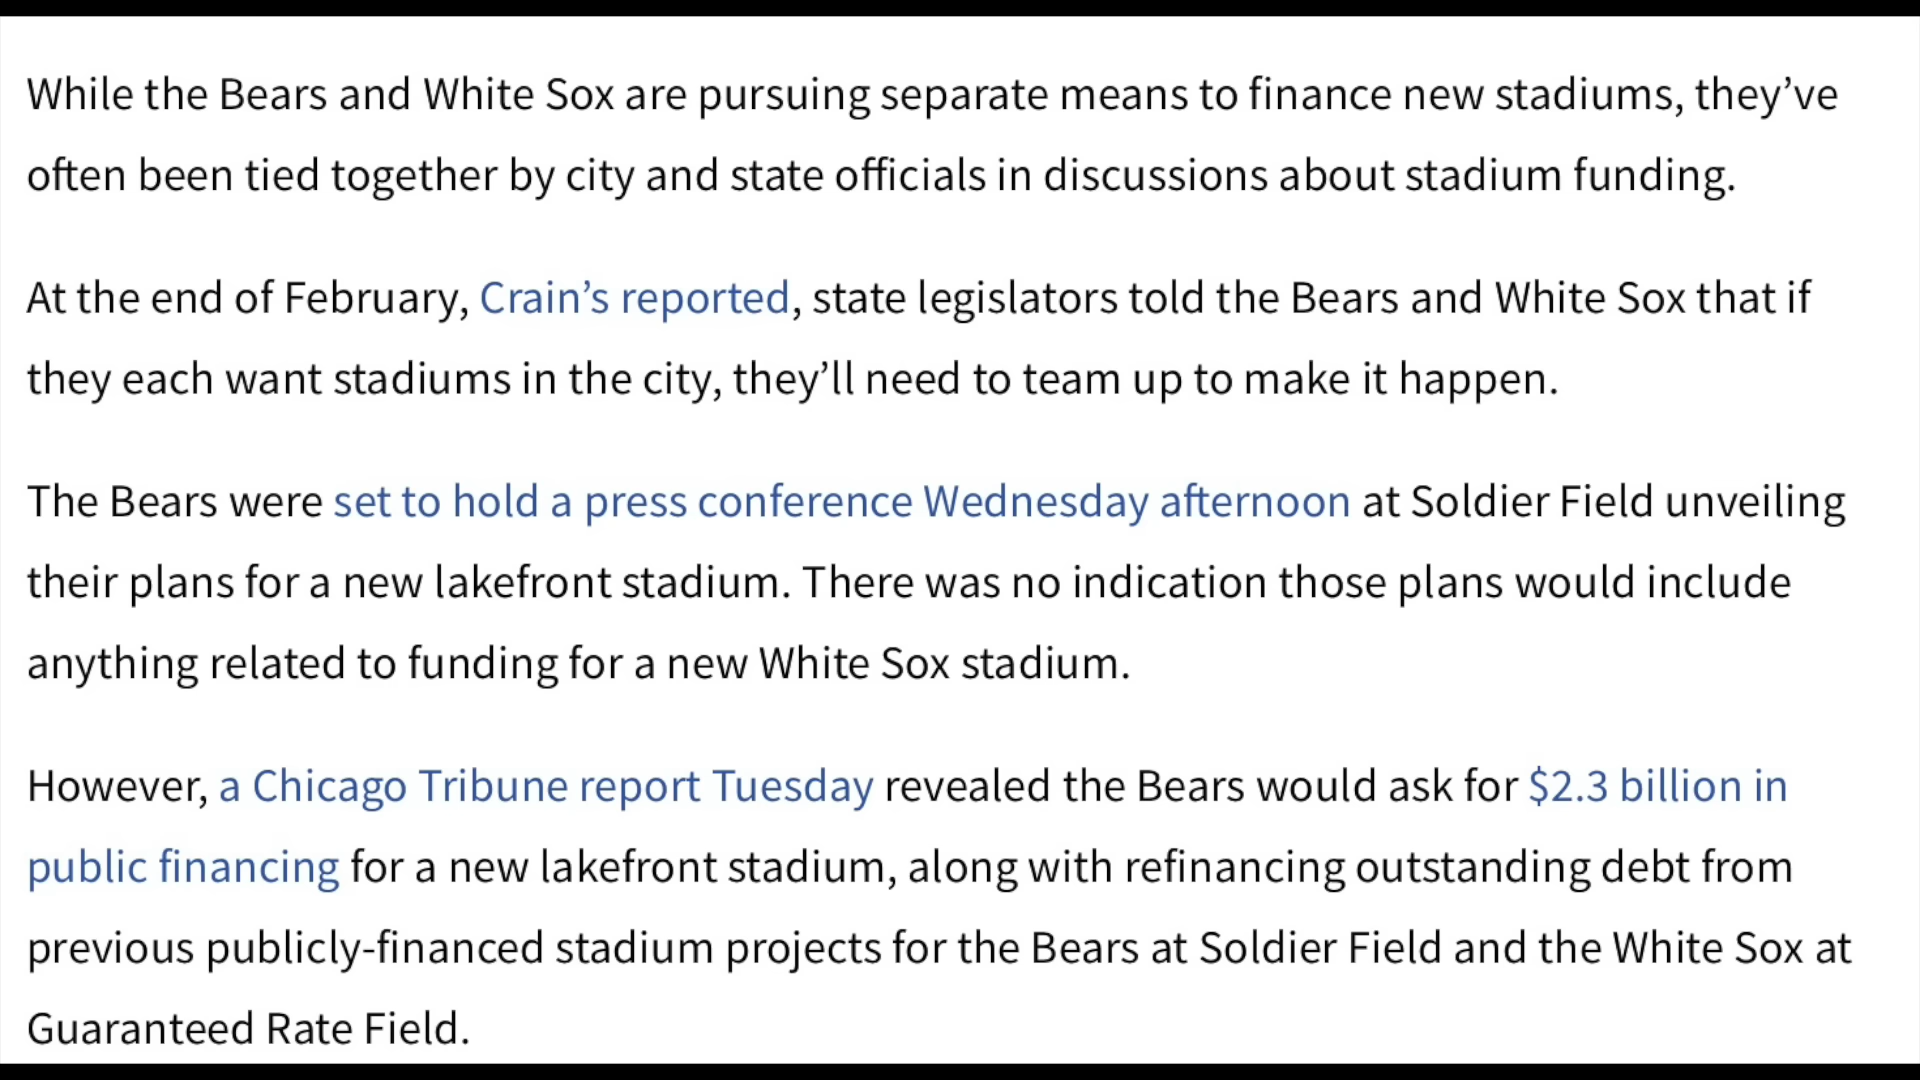 While the Bears and White Sox are pursuing separate means to finance new stadiums, they’ve
often been tied together by city and state officials in discussions about stadium funding.
At the end of February, Crain’s reported, state legislators told the Bears and White Sox that if
they each want stadiums in the city, they’ll need to team up to make it happen.
The Bears were set to hold a press conference Wednesday afternoon at Soldier Field unveiling
their plans for a new lakefront stadium. There was no indication those plans would include
anything related to funding for a new White Sox stadium.
However, a Chicago Tribune report Tuesday revealed the Bears would ask for $2.3 billion in
public financing for a new lakefront stadium, along with refinancing outstanding debt from
previous publicly-financed stadium projects for the Bears at Soldier Field and the White Sox at
Guaranteed Rate Field.